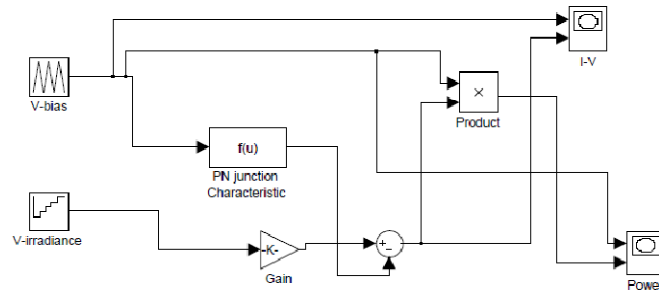 I-V
V-bias
×
Product
f(u)
PN junction
Characteristic
V-irradiance
-K-
Gain
+
−
Power